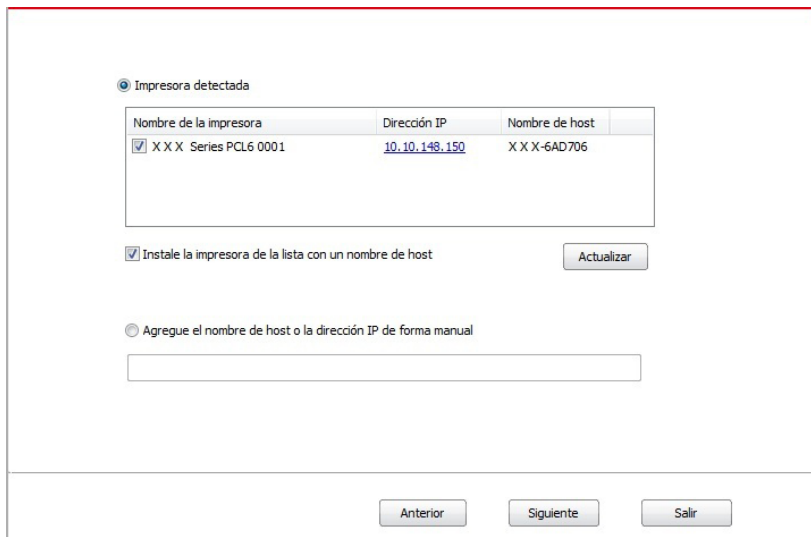 Impresora detectada
Nombre de la impresora Dirección IP Nombre de host
X X X Series PCL6 0001 10.10.148.150 X X X-6AD706
Instale la impresora de la lista con un nombre de host
Actualizar
Agregue el nombre de host o la dirección IP de forma manual
Anterior Siguiente Salir